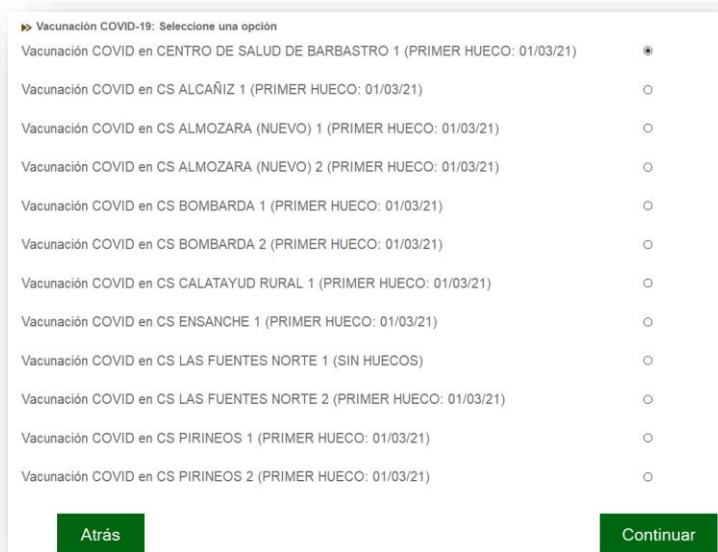 Vacunación COVID-19: Seleccione una opción
Vacunación COVID en CENTRO DE SALUD DE BARBASTRO 1 (PRIMER HUECO: 01/03/21)
Vacunación COVID en CS ALCAÑIZ 1 (PRIMER HUECO: 01/03/21)
Vacunación COVID en CS ALMOZARA (NUEVO) 1 (PRIMER HUECO: 01/03/21)
Vacunación COVID en CS ALMOZARA (NUEVO) 2 (PRIMER HUECO: 01/03/21)
Vacunación COVID en CS BOMBARDA 1 (PRIMER HUECO: 01/03/21)
Vacunación COVID en CS BOMBARDA 2 (PRIMER HUECO: 01/03/21)
Vacunación COVID en CS CALATAYUD RURAL 1 (PRIMER HUECO: 01/03/21)
Vacunación COVID en CS ENSANCHE 1 (PRIMER HUECO: 01/03/21)
Vacunación COVID en CS LAS FUENTES NORTE 1 (SIN HUECOS)
Vacunación COVID en CS LAS FUENTES NORTE 2 (PRIMER HUECO: 01/03/21)
Vacunación COVID en CS PIRINEOS 1 (PRIMER HUECO: 01/03/21)
Vacunación COVID en CS PIRINEOS 2 (PRIMER HUECO: 01/03/21)
Atrás
Continuar